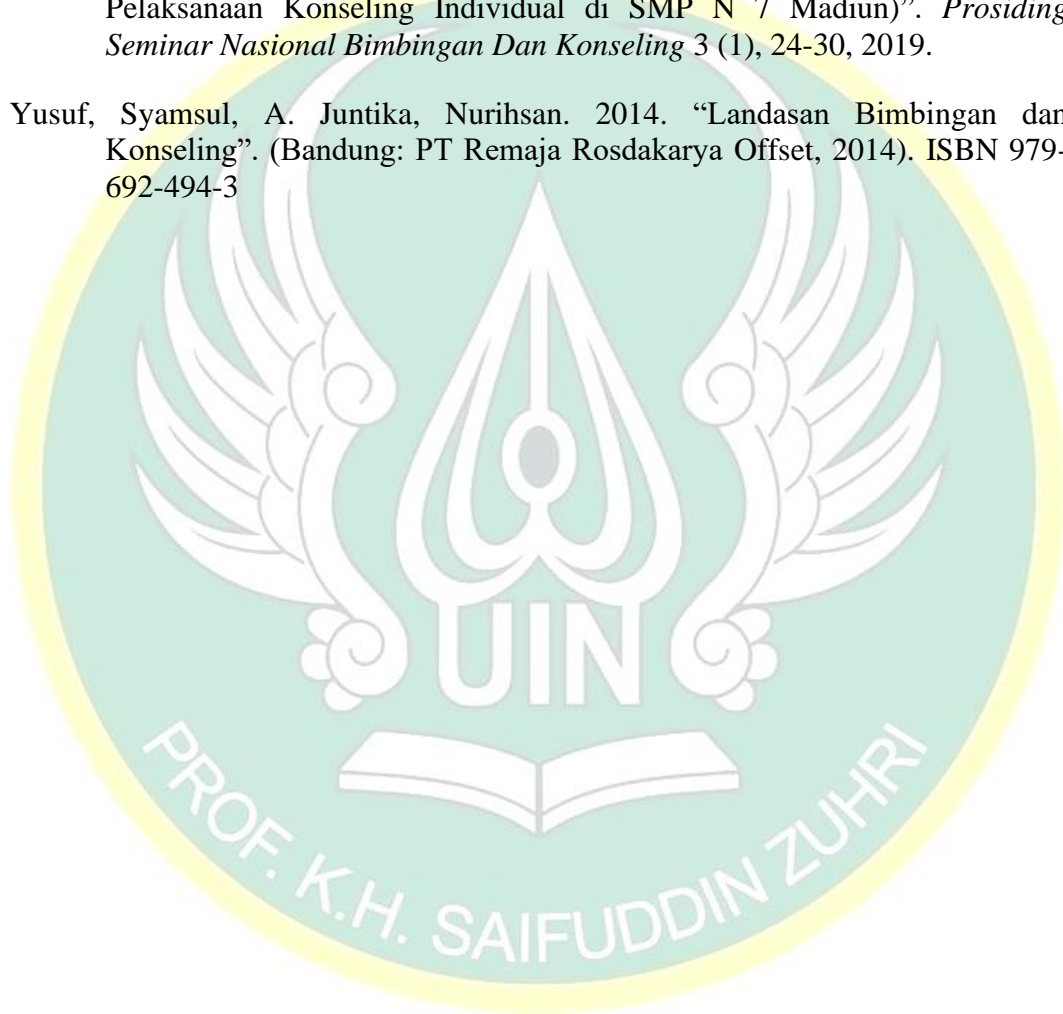 Pelaksanaan Konseling Individual di SMP N 7 Madiun)”. Prosiding
Seminar Nasional Bimbingan Dan Konseling 3 (1), 24-30, 2019.
Yusuf, Syamsul, A. Juntika, Nurihsan. 2014. “Landasan Bimbingan dan
Konseling”. (Bandung: PT Remaja Rosdakarya Offset, 2014). ISBN 979-
692-494-3
UIN
PROF. K.H. SAIFUDDIN ZUHRI